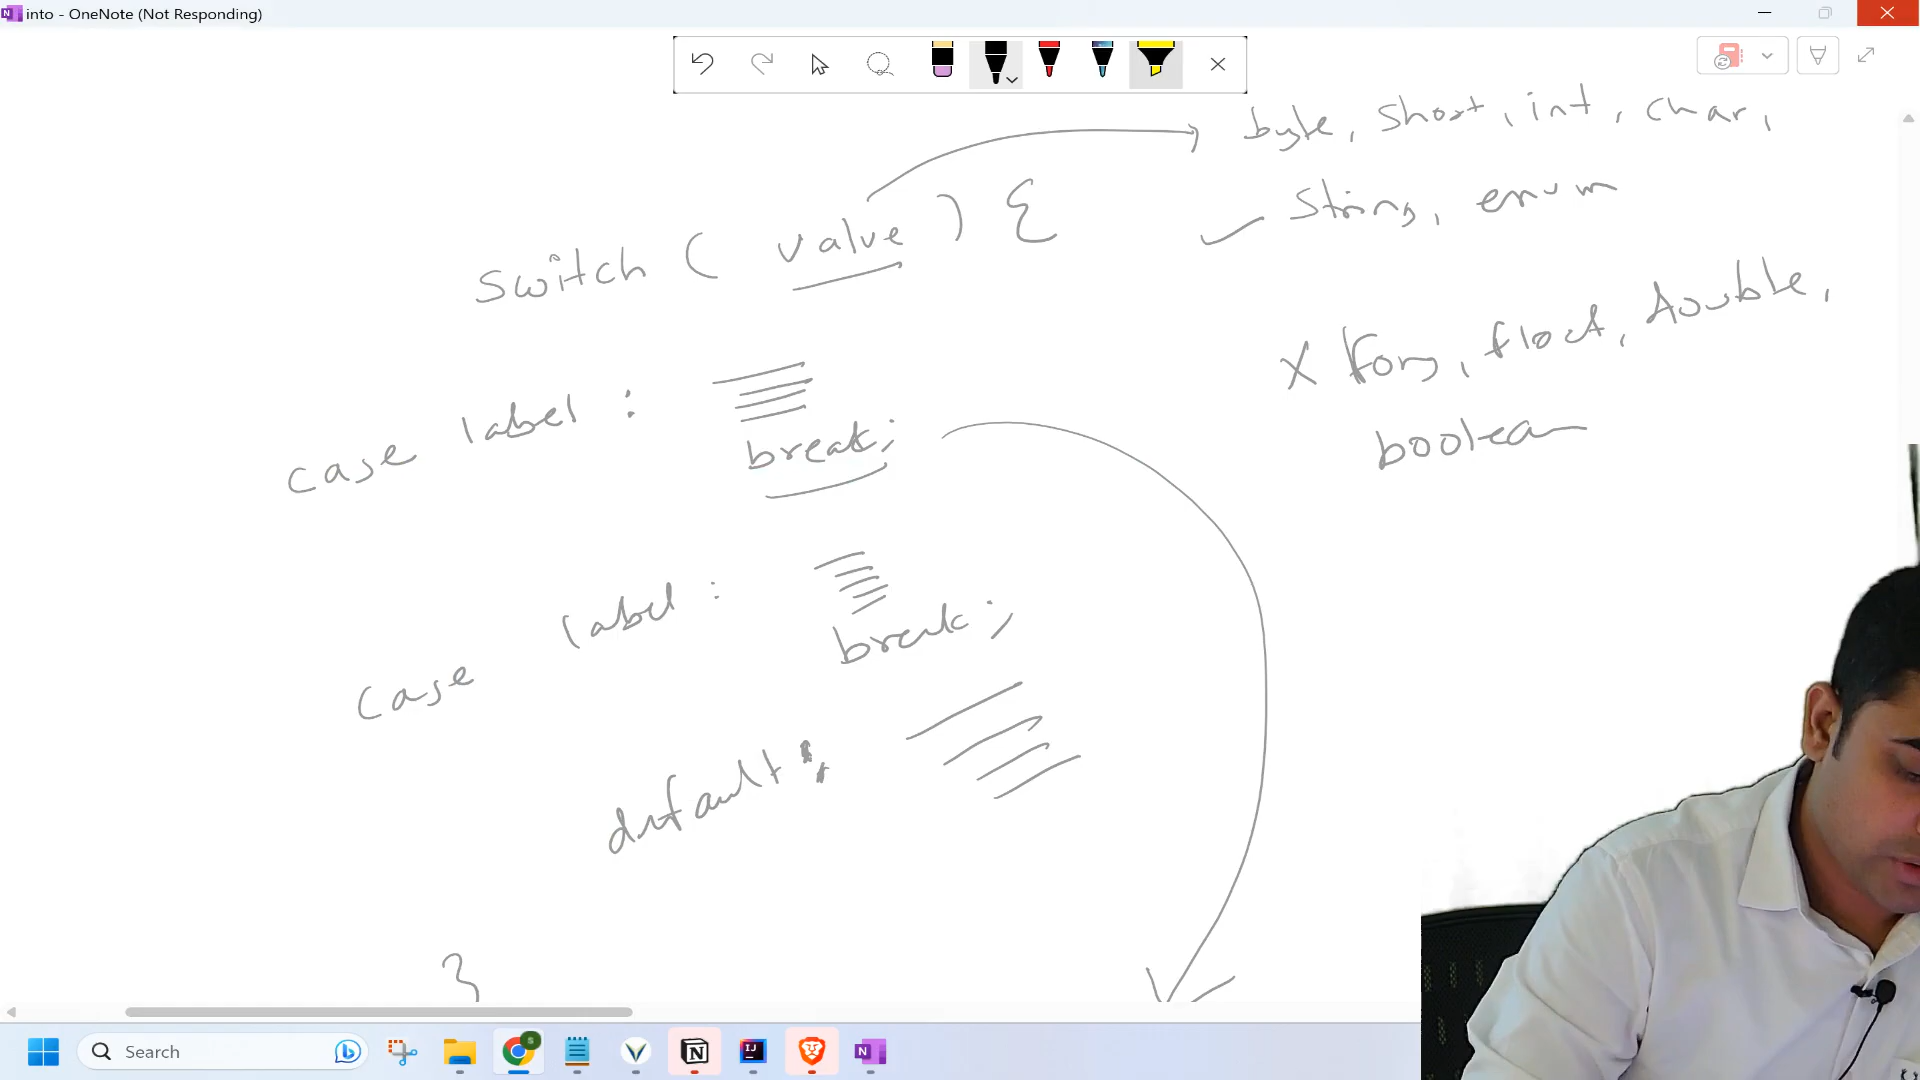 into - OneNote (Not Responding)
byte, short, int, char,
String, enum
switch ( value ) {
X long, float, double,
boolean
case label :
break;
case label :
break;
default :
}
Search